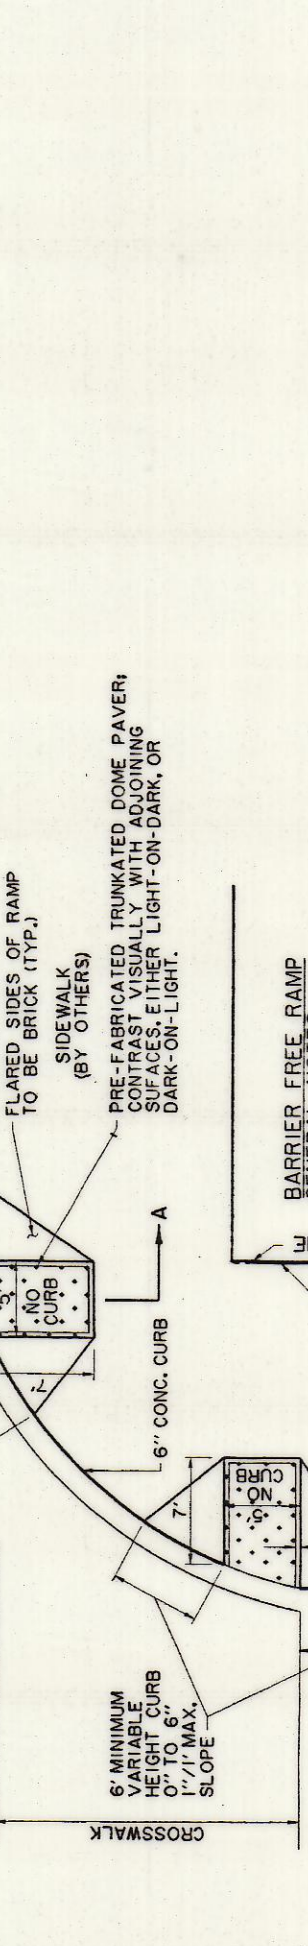 FLARED SIDES OF RAMP
TO BE BRICK (TYP.)
SIDEWALK
(BY OTHERS)
PRE-FABRICATED TRUNKATED DOME PAVER;
CONTRAST VISUALLY WITH ADJOINING
SUFACES. EITHER LIGHT-ON-DARK, OR
DARK-ON-LIGHT.
5'
NO
CURB
7'
A
6" CONC. CURB
7'
NO
CURB
5'
6' MINIMUM
VARIABLE
HEIGHT CURB
0" TO 6"
1"/1' MAX.
SLOPE
CROSSWALK
BARRIER FREE RAMP